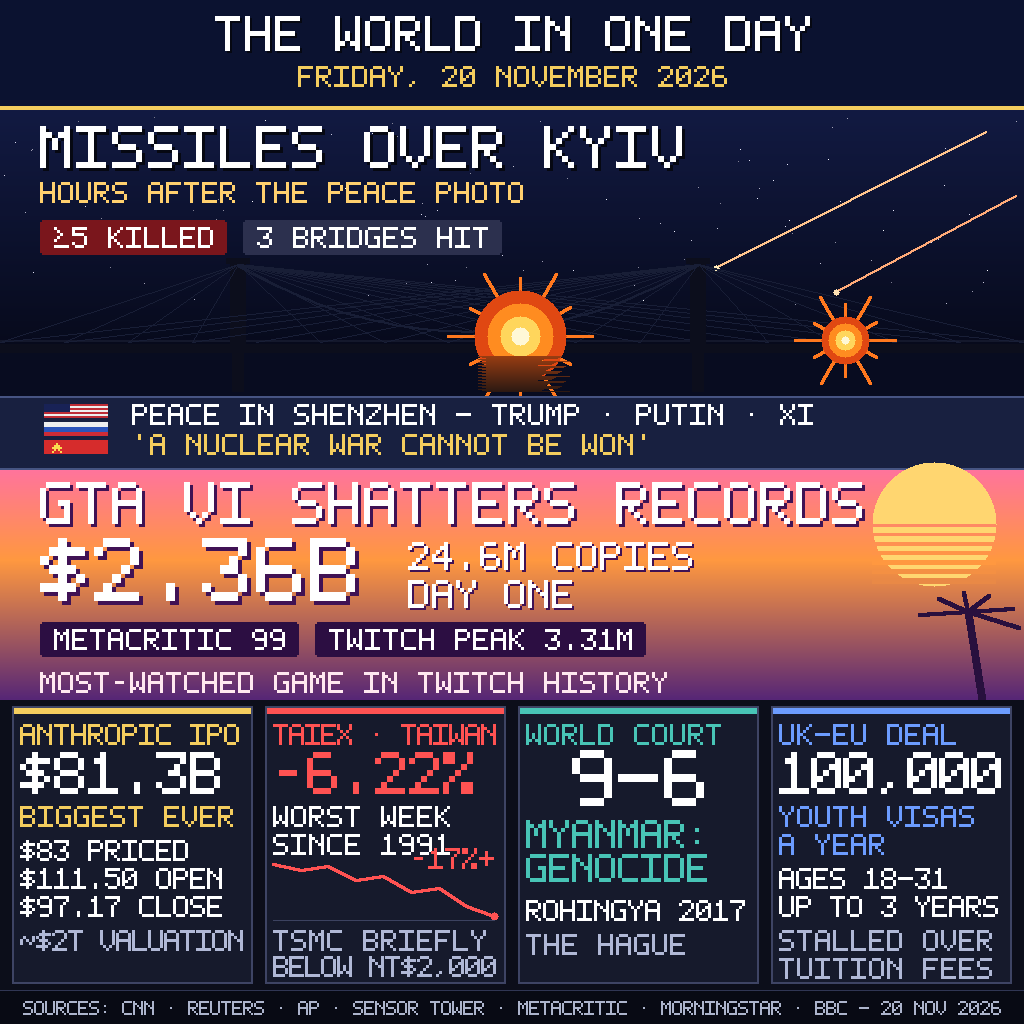 THE WORLD IN ONE DAY
FRIDAY, 20 NOVEMBER 2026
MISSILES OVER KYIV
HOURS AFTER THE PEACE PHOTO
≥5 KILLED
3 BRIDGES HIT
PEACE IN SHENZHEN — TRUMP · PUTIN · XI
'A NUCLEAR WAR CANNOT BE WON'
GTA VI SHATTERS RECORDS
$2.36B
24.6M COPIES
DAY ONE
METACRITIC 99
TWITCH PEAK 3.31M
MOST-WATCHED GAME IN TWITCH HISTORY
ANTHROPIC IPO
$81.3B
BIGGEST EVER
$83 PRICED
$111.50 OPEN
$97.17 CLOSE
~$2T VALUATION
TAIEX · TAIWAN
-6.22%
WORST WEEK
SINCE 1991
-17%+
TSMC BRIEFLY
BELOW NT$2,000
WORLD COURT
9–6
MYANMAR:
GENOCIDE
ROHINGYA 2017
THE HAGUE
UK-EU DEAL
100,000
YOUTH VISAS
A YEAR
AGES 18–31
UP TO 3 YEARS
STALLED OVER
TUITION FEES
SOURCES: CNN · REUTERS · AP · SENSOR TOWER · METACRITIC · MORNINGSTAR · BBC — 20 NOV 2026